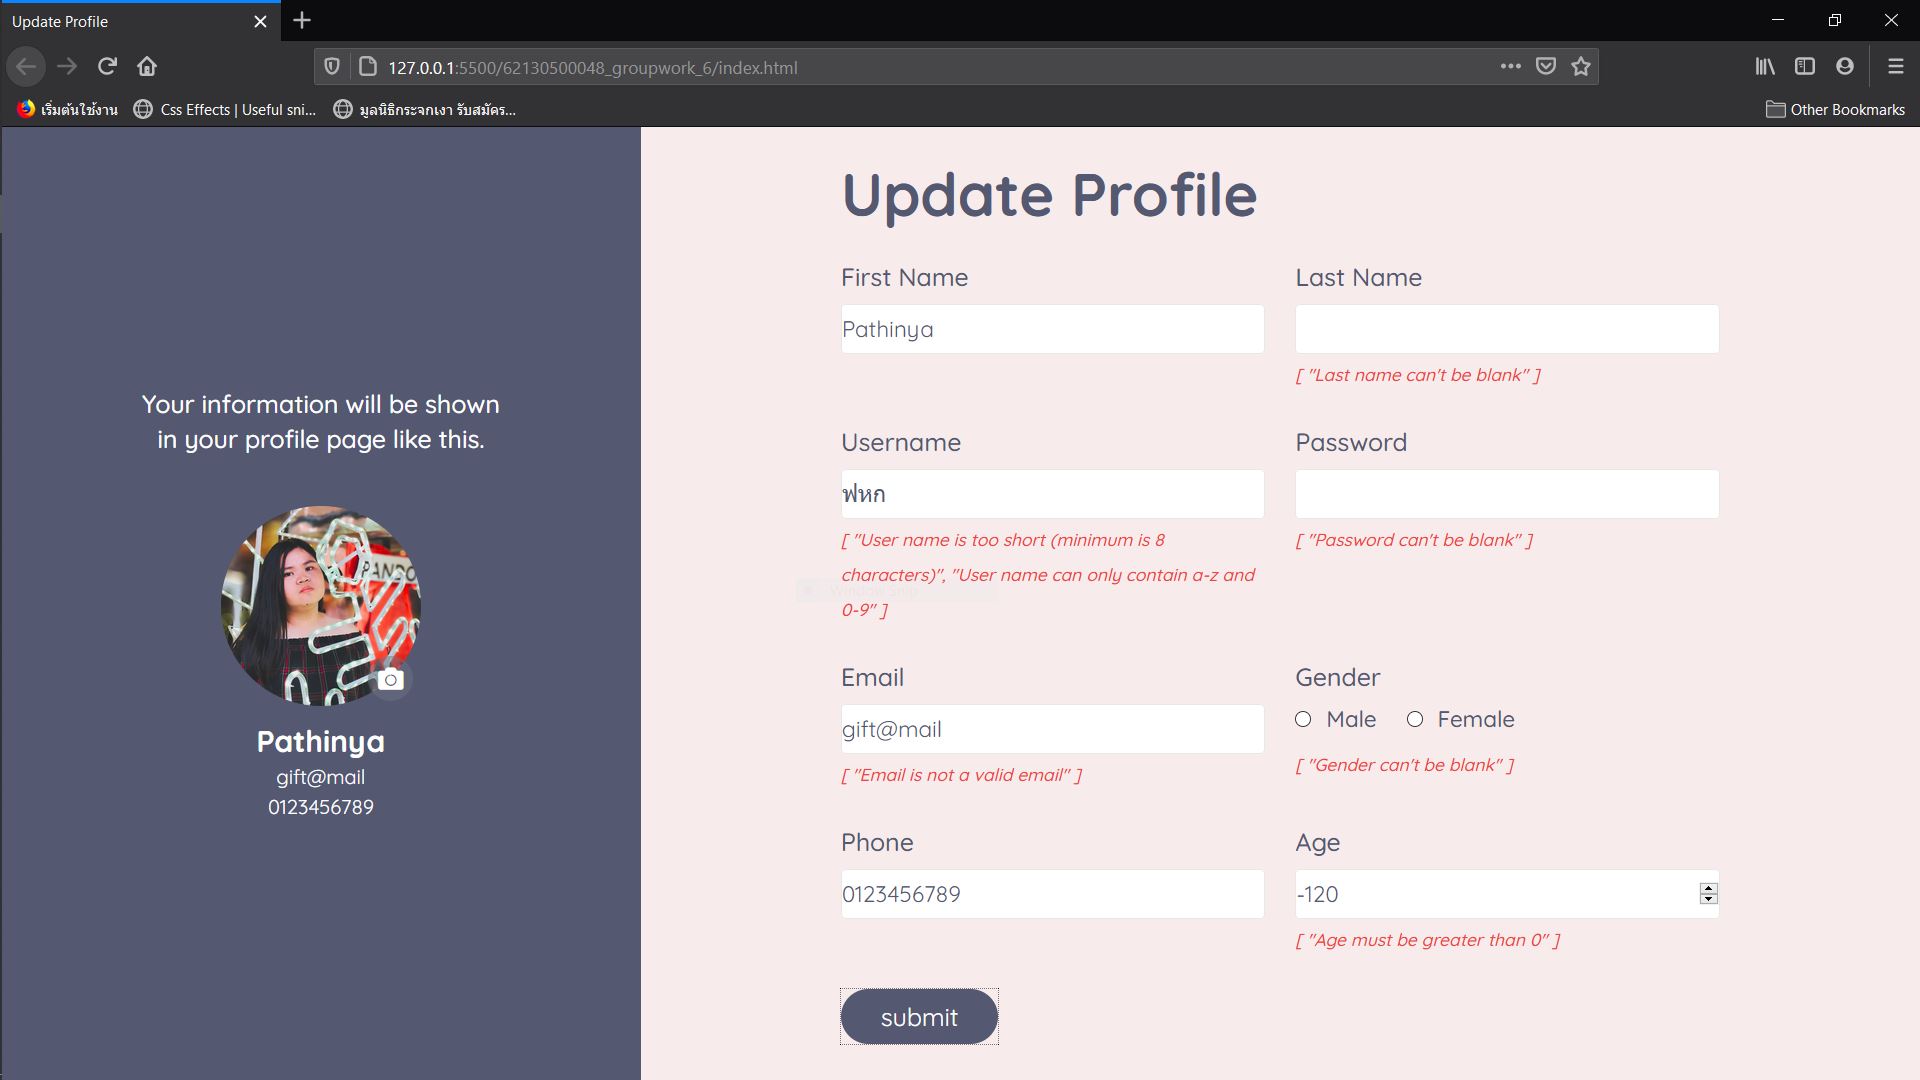 Update Profile
127.0.0.1:5500/62130500048_groupwork_6/index.html
เริ่มต้นใช้งาน
Css Effects | Useful sni...
มูลนิธิกระจกเงา รับสมัคร...
Other Bookmarks
Your information will be shown
in your profile page like this.
PANDO
Pathinya
gift@mail
0123456789
Update Profile
First Name
Last Name
Pathinya
[ "Last name can't be blank" ]
Username
Password
ฟหก
[ "User name is too short (minimum is 8
characters)", "User name can only contain a-z and
0-9" ]
[ "Password can't be blank" ]
Window Snip
Email
Gender
gift@mail
Male
Female
[ "Email is not a valid email" ]
[ "Gender can't be blank" ]
Phone
Age
0123456789
-120
[ "Age must be greater than 0" ]
submit